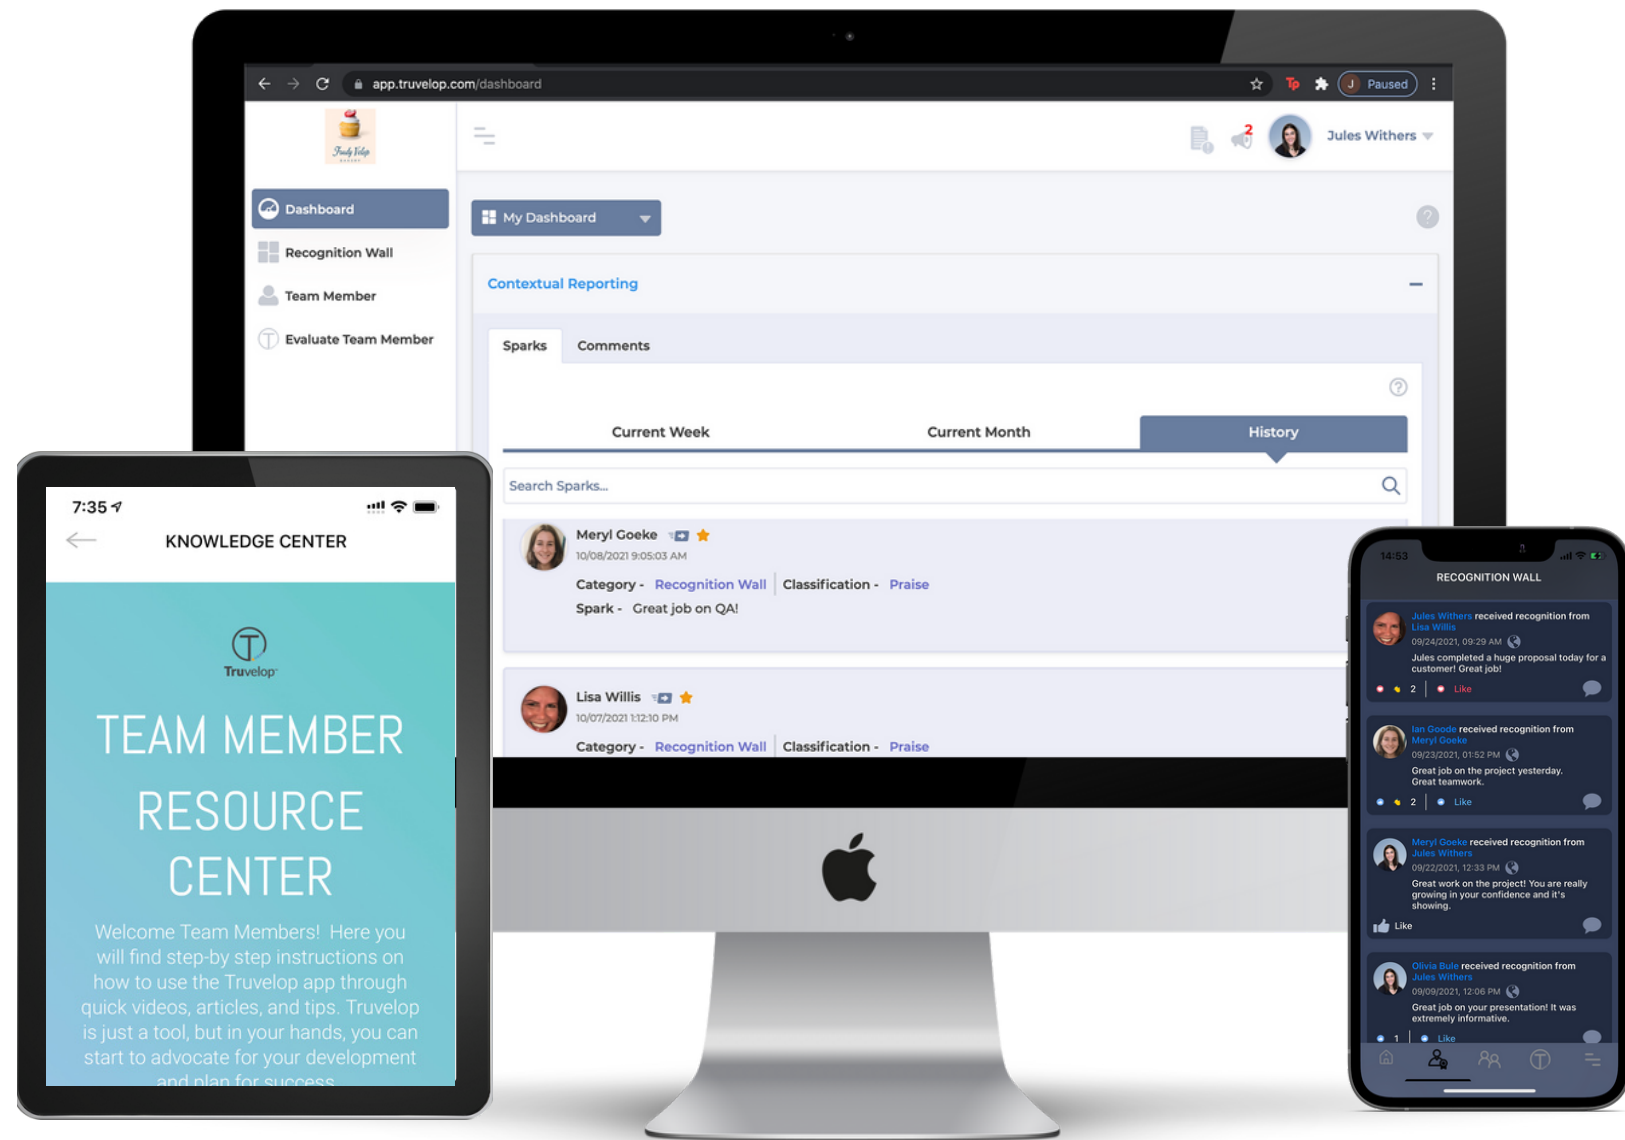 app.truvelop.com/dashboard
Tp
J Paused
Truly Velop
2
Jules Withers
Dashboard
Recognition Wall
Team Member
Evaluate Team Member
My Dashboard
?
Contextual Reporting
Sparks Comments
?
Current Week Current Month History
Search Sparks...
Meryl Goeke
10/08/2021 9:05:03 AM
Category - Recognition Wall Classification - Praise
Spark - Great job on QA!
Lisa Willis
10/07/2021 1:12:10 PM
Category - Recognition Wall Classification - Praise
7:35
KNOWLEDGE CENTER
T
Truvelop
TEAM MEMBER
RESOURCE
CENTER
Welcome Team Members! Here you
will find step-by step instructions on
how to use the Truvelop app through
quick videos, articles, and tips. Truvelop
is just a tool, but in your hands, you can
start to advocate for your development
and plan for success
14:53
RECOGNITION WALL
Jules Withers received recognition from
Lisa Willis
09/24/2021, 09:29 AM
Jules completed a huge proposal today for a
customer! Great job!
2 Like
Ian Goode received recognition from
Meryl Goeke
09/23/2021, 01:52 PM
Great job on the project yesterday.
Great teamwork.
2 Like
Meryl Goeke received recognition from
Jules Withers
09/22/2021, 12:33 PM
Great work on the project! You are really
growing in your confidence and it's
showing.
Like
Olivia Bule received recognition from
Jules Withers
09/09/2021, 12:06 PM
Great job on your presentation! It was
extremely informative.
1 Like